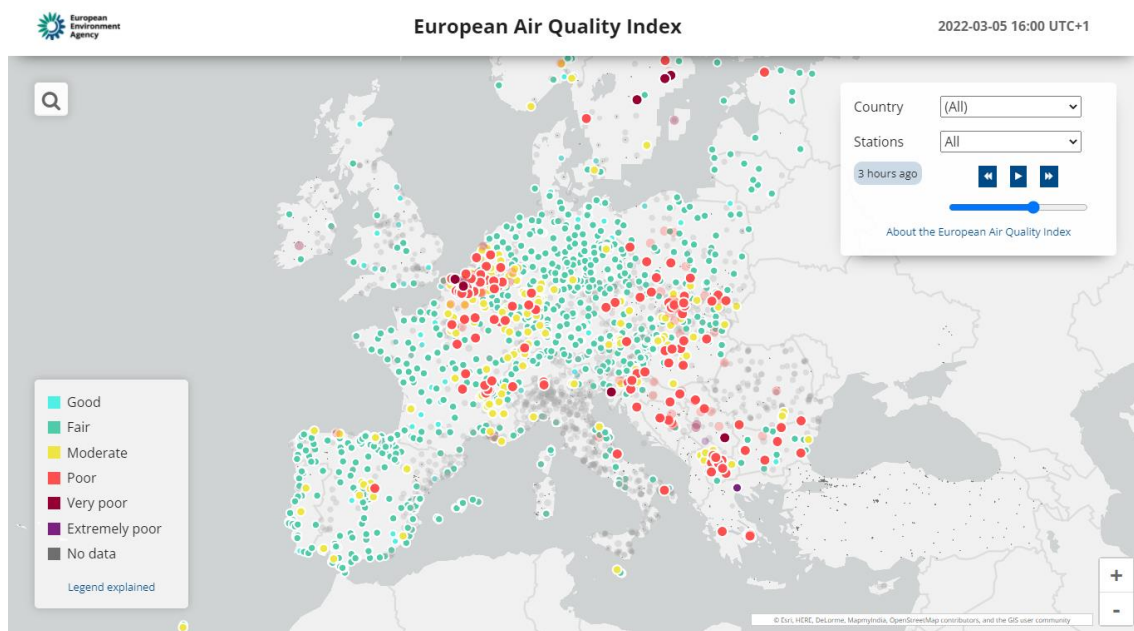 European
Environment
Agency
European Air Quality Index
2022-03-05 16:00 UTC+1
Country
(All)
Stations
All
3 hours ago
About the European Air Quality Index
Good
Fair
Moderate
Poor
Very poor
Extremely poor
No data
Legend explained
+
-
© Esri, HERE, DeLorme, MapmyIndia, OpenStreetMap contributors, and the GIS user community